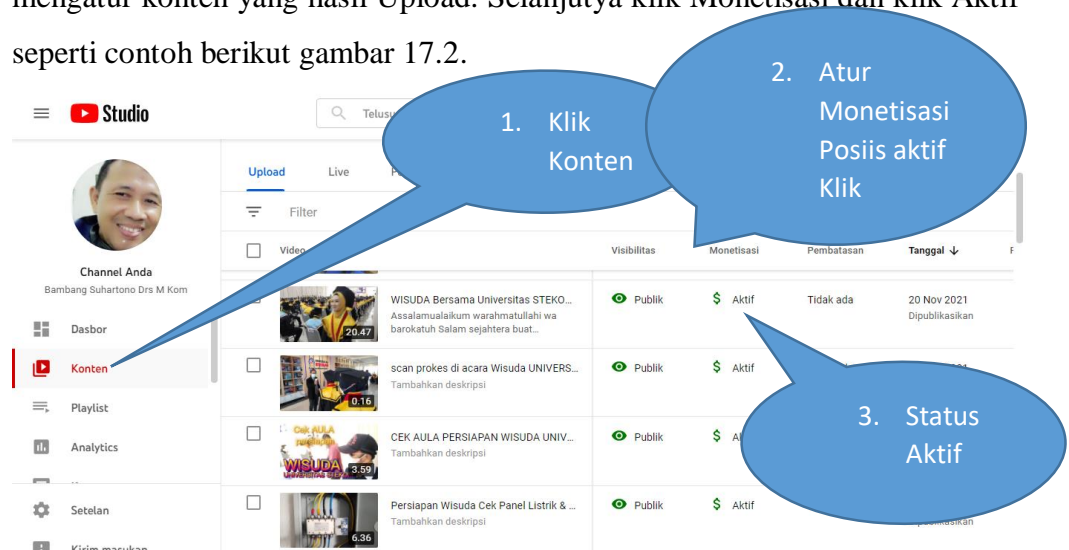 mengatur konten yang hasil Upload. Selanjutya klik Monetisasi dan klik Aktif
seperti contoh berikut gambar 17.2.
1. Klik
Konten
2. Atur
Monetisasi
Posiis aktif
Klik
Studio
Upload
Live
Filter
Channel Anda
Bambang Suhartono Drs M Kom
Dasbor
Konten
Playlist
Analytics
Setelan
Kirim masukan
Video
Visibilitas
Monetisasi
Pembatasan
Tanggal
20.47
WISUDA Bersama Universitas STEKO...
Assalamualaikum warahmatullahi wa
barokatuh Salam sejahtera buat...
Publik
$ Aktif
Tidak ada
20 Nov 2021
Dipublikasikan
0.16
scan prokes di acara Wisuda UNIVERS...
Tambahkan deskripsi
Publik
$ Aktif
CEK AULA
WISUDA
3.59
CEK AULA PERSIAPAN WISUDA UNIV...
Tambahkan deskripsi
Publik
$
6.36
Persiapan Wisuda Cek Panel Listrik & ...
Tambahkan deskripsi
Publik
$ Aktif
3. Status
Aktif